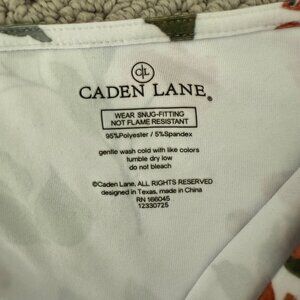 CL
CADEN LANE®
WEAR SNUG-FITTING
NOT FLAME RESISTANT
95%Polyester / 5%Spandex
gentle wash cold with like colors
tumble dry low
do not bleach
©Caden Lane, ALL RIGHTS RESERVED
designed in Texas, made in China
RN 166045
12330725